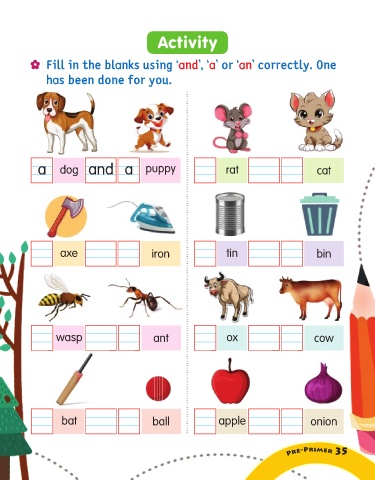 Activity
Fill in the blanks using ‘and’, ‘a’ or ‘an’ correctly. One
has been done for you.
a dog and a puppy
rat cat
axe iron
tin bin
wasp ant
ox cow
bat ball
apple onion
PRE-PRIMER 35